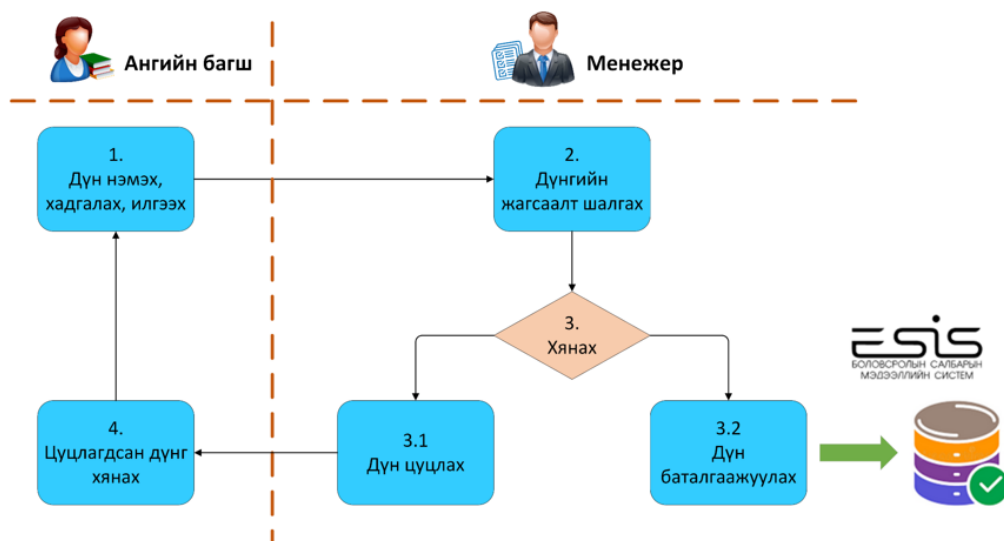 Ангийн багш
Менежер
1.
Дүн нэмэх,
хадгалах, илгээх
2.
Дүнгийн
жагсаалт шалгах
3.
Хянах
ESIS
БОЛОВСРОЛЫН САЛБАРЫН
МЭДЭЭЛЛИЙН СИСТЕМ
4.
Цуцлагдсан дүнг
хянах
3.1
Дүн цуцлах
3.2
Дүн
баталгаажуулах